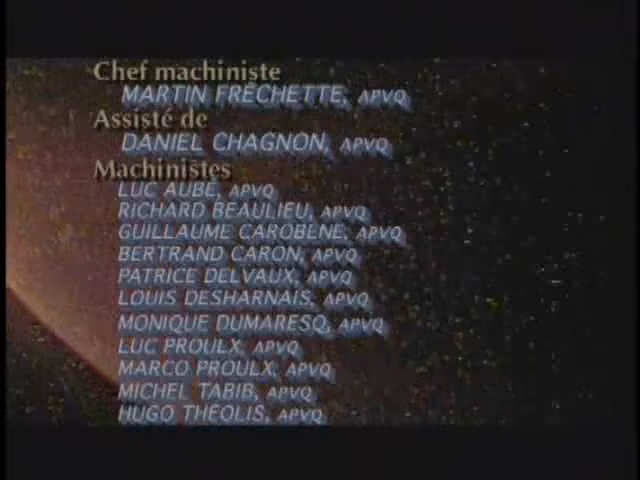 Chef machiniste
MARTIN FRÉCHETTE, APVQ
Assisté de
DANIEL CHAGNON, APVQ
Machinistes
LUC AUBÉ, APVQ
RICHARD BEAULIEU, APVQ
GUILLAUME CAROBENE, APVQ
BERTRAND CARON, APVQ
PATRICE DELVAUX, APVQ
LOUIS DESHARNAIS, APVQ
MONIQUE DUMARESQ, APVQ
LUC PROULX, APVQ
MARCO PROULX, APVQ
MICHEL TABIB, APVQ
HUGO THÉOLIS, APVQ